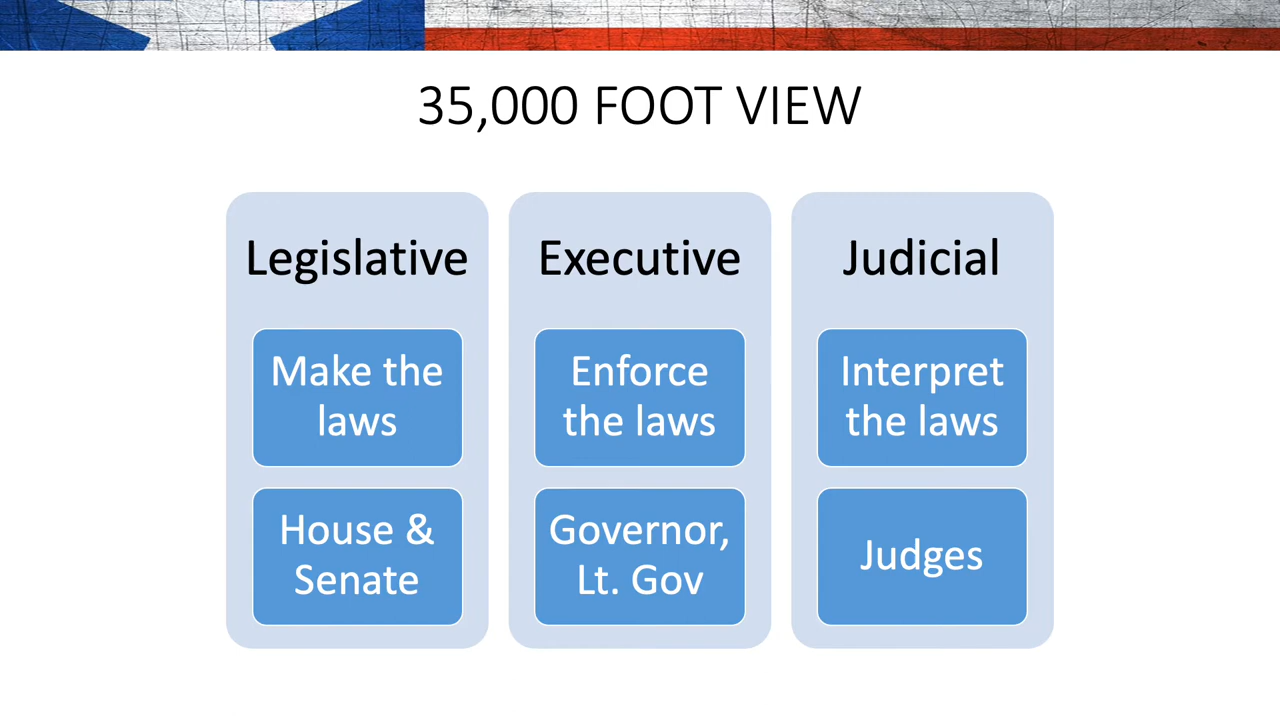 35,000 FOOT VIEW
Legislative
Make the
laws
House &
Senate
Executive
Enforce
the laws
Governor,
Lt. Gov
Judicial
Interpret
the laws
Judges